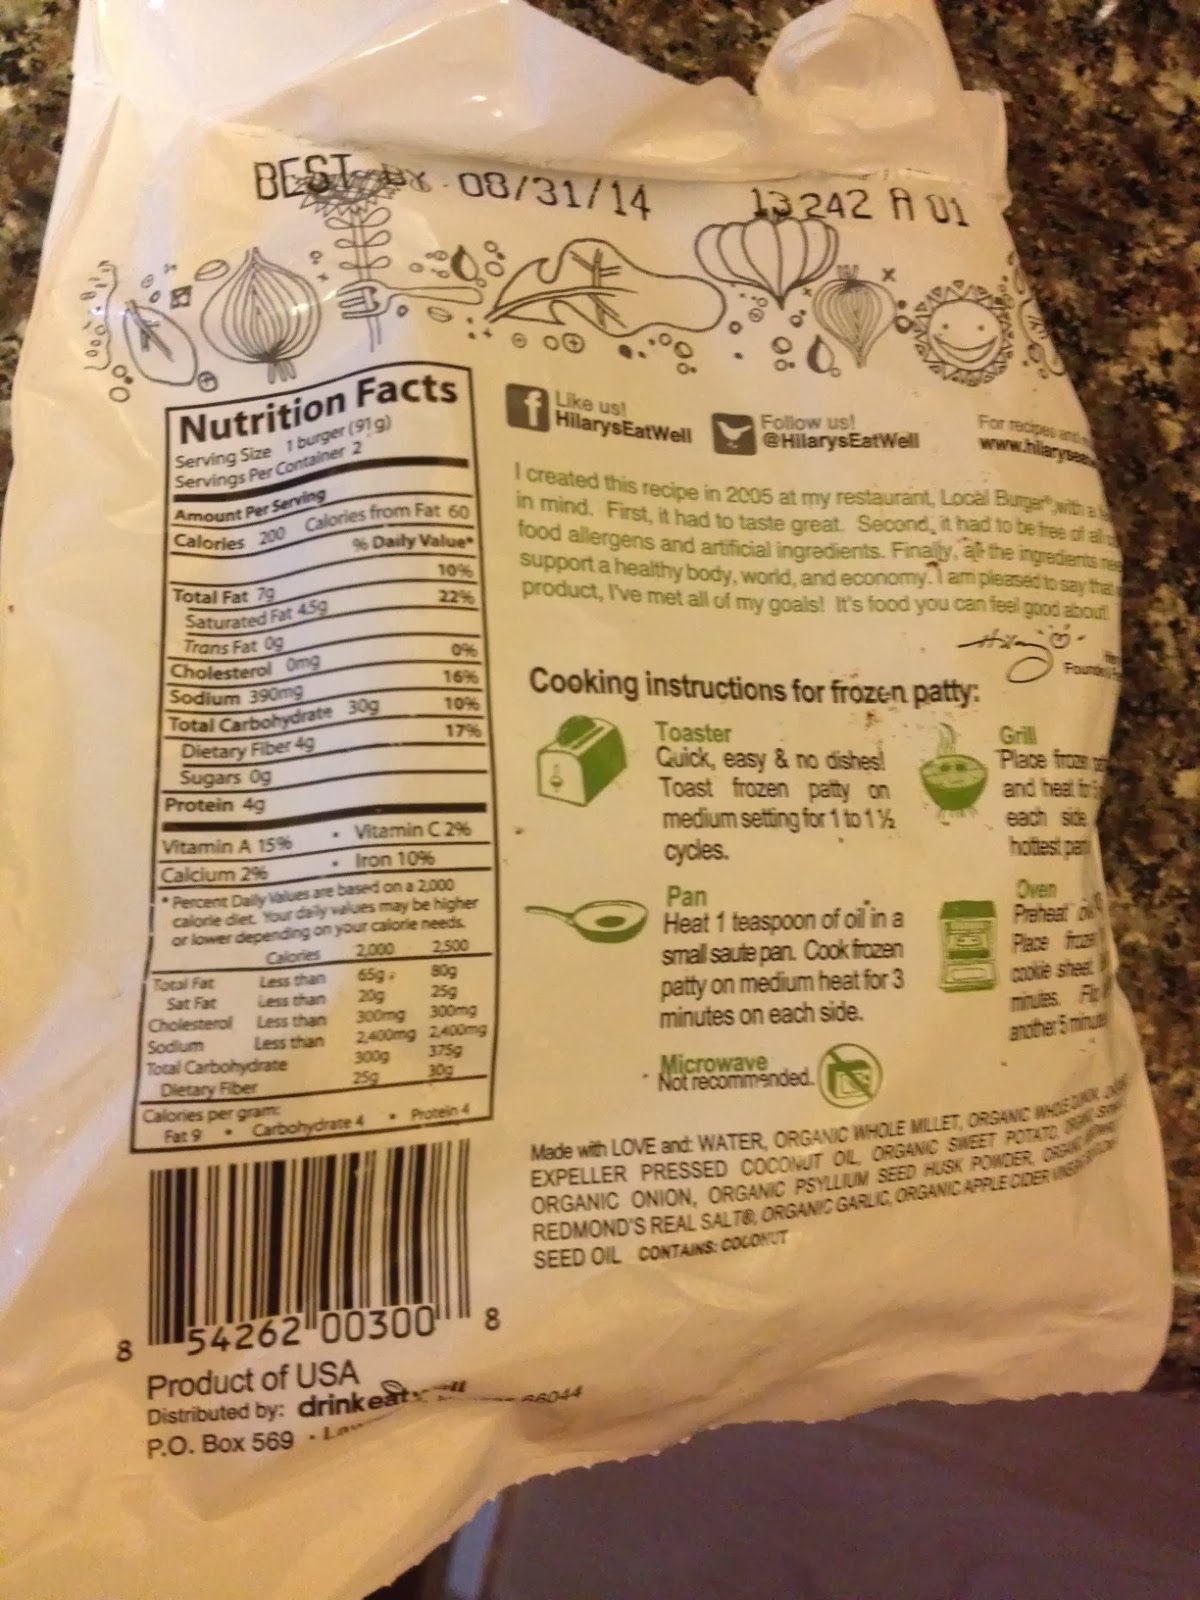 BEST BY 08/31/14 13242 A 01
Nutrition Facts
Serving Size 1 burger (91g)
Servings Per Container 2
Amount Per Serving
Calories 200 Calories from Fat 60
% Daily Value*
Total Fat 7g 10%
Saturated Fat 4.5g 22%
Trans Fat 0g
Cholesterol 0mg 0%
Sodium 390mg 16%
Total Carbohydrate 30g 10%
Dietary Fiber 4g 17%
Sugars 0g
Protein 4g
Vitamin A 15% • Vitamin C 2%
Calcium 2% • Iron 10%
* Percent Daily Values are based on a 2,000
calorie diet. Your daily values may be higher
or lower depending on your calorie needs.
Calories 2,000 2,500
Total Fat Less than 65g 80g
Sat Fat Less than 20g 25g
Cholesterol Less than 300mg 300mg
Sodium Less than 2,400mg 2,400mg
Total Carbohydrate 300g 375g
Dietary Fiber 25g 30g
Calories per gram:
Fat 9 • Carbohydrate 4 • Protein 4
8 54262 00300 8
Product of USA
Distributed by: drinkeat
P.O. Box 569 • 66044
f Like us!
HilarysEatWell
Follow us!
@HilarysEatWell
For recipes and
www.hilarysea
I created this recipe in 2005 at my restaurant, Local Burger, with a
in mind. First, it had to taste great. Second, it had to be free of all
food allergens and artificial ingredients. Finally, all the ingredients
support a healthy body, world, and economy. I am pleased to say that
product, I've met all of my goals! It's food you can feel good about!
Hilary
Founder
Cooking instructions for frozen patty:
Toaster
Quick, easy & no dishes!
Toast frozen patty on
medium setting for 1 to 1 ½
cycles.
Grill
Place frozen
and heat for
each side
hottest part
Pan
Heat 1 teaspoon of oil in a
small saute pan. Cook frozen
patty on medium heat for 3
minutes on each side.
Oven
Preheat
Place frozen
cookie sheet.
minutes. Flip
another 5 minutes
Microwave
Not recommended.
Made with LOVE and: WATER, ORGANIC WHOLE MILLET, ORGANIC WHOLE QUINOA,
EXPELLER PRESSED COCONUT OIL, ORGANIC SWEET POTATO,
ORGANIC ONION, ORGANIC PSYLLIUM SEED HUSK POWDER,
REDMOND'S REAL SALT®, ORGANIC GARLIC, ORGANIC APPLE CIDER VINEGAR,
SEED OIL CONTAINS: COCONUT